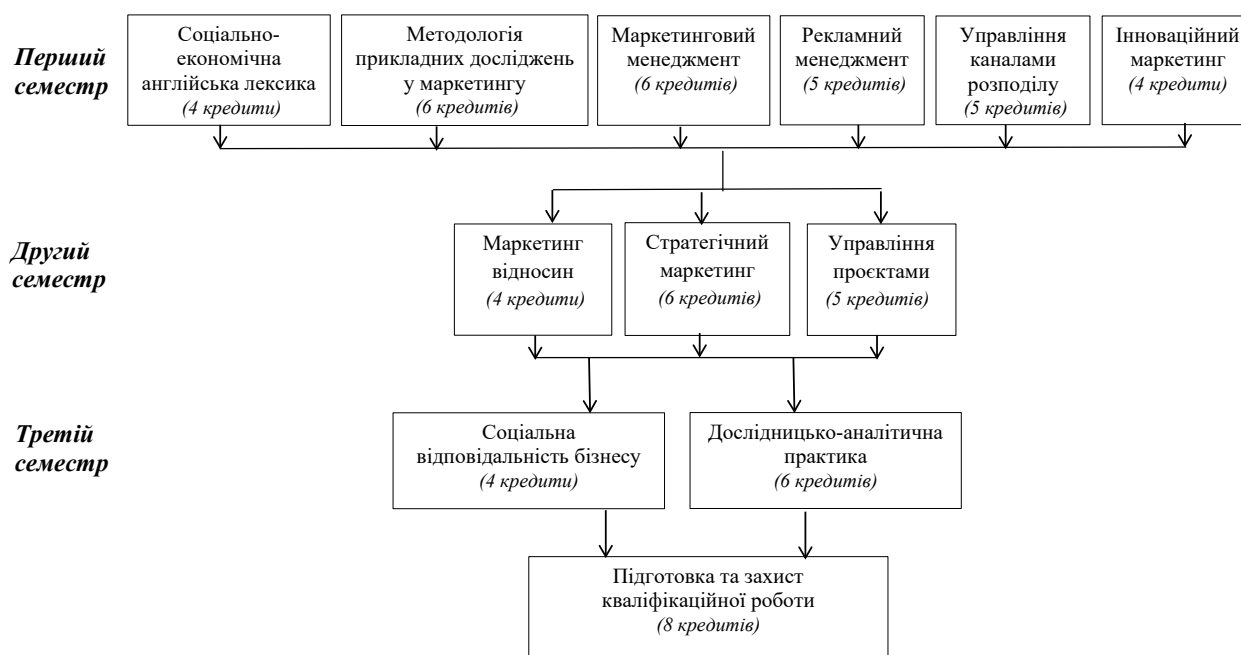 Перший
семестр
Соціально-
економічна
англійська лексика
(4 кредити)
Методологія
прикладних досліджень
у маркетингу
(6 кредитів)
Маркетинговий
менеджмент
(6 кредитів)
Рекламний
менеджмент
(5 кредитів)
Управління
каналами
розподілу
(5 кредитів)
Інноваційний
маркетинг
(4 кредити)
Другий
семестр
Маркетинг
відносин
(4 кредити)
Стратегічний
маркетинг
(6 кредитів)
Управління
проєктами
(5 кредитів)
Третій
семестр
Соціальна
відповідальність бізнесу
(4 кредити)
Дослідницько-аналітична
практика
(6 кредитів)
Підготовка та захист
кваліфікаційної роботи
(8 кредитів)